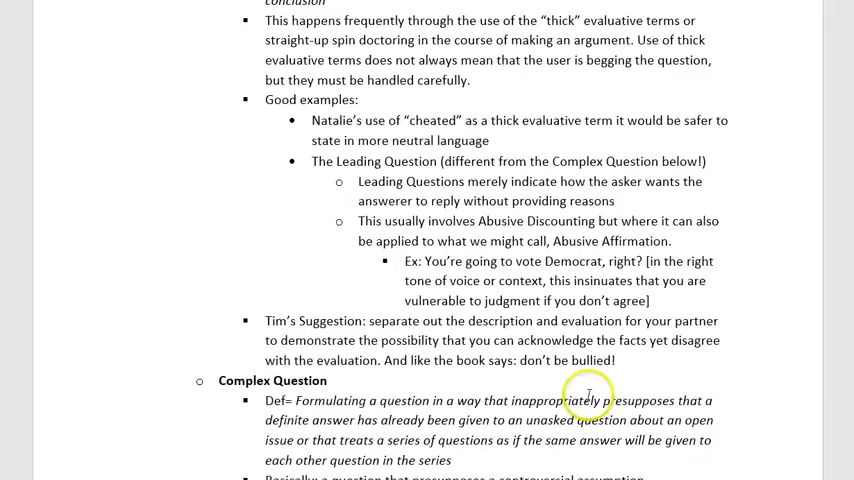 conclusion
▪ This happens frequently through the use of the “thick” evaluative terms or
straight-up spin doctoring in the course of making an argument. Use of thick
evaluative terms does not always mean that the user is begging the question,
but they must be handled carefully.
▪ Good examples:
• Natalie’s use of “cheated” as a thick evaluative term it would be safer to
state in more neutral language
• The Leading Question (different from the Complex Question below!)
o Leading Questions merely indicate how the asker wants the
answerer to reply without providing reasons
o This usually involves Abusive Discounting but where it can also
be applied to what we might call, Abusive Affirmation.
▪ Ex: You’re going to vote Democrat, right? [in the right
tone of voice or context, this insinuates that you are
vulnerable to judgment if you don’t agree]
▪ Tim’s Suggestion: separate out the description and evaluation for your partner
to demonstrate the possibility that you can acknowledge the facts yet disagree
with the evaluation. And like the book says: don’t be bullied!
o Complex Question
▪ Def= Formulating a question in a way that inappropriately presupposes that a
definite answer has already been given to an unasked question about an open
issue or that treats a series of questions as if the same answer will be given to
each other question in the series
▪ Basically: a question that presupposes a controversial assumption